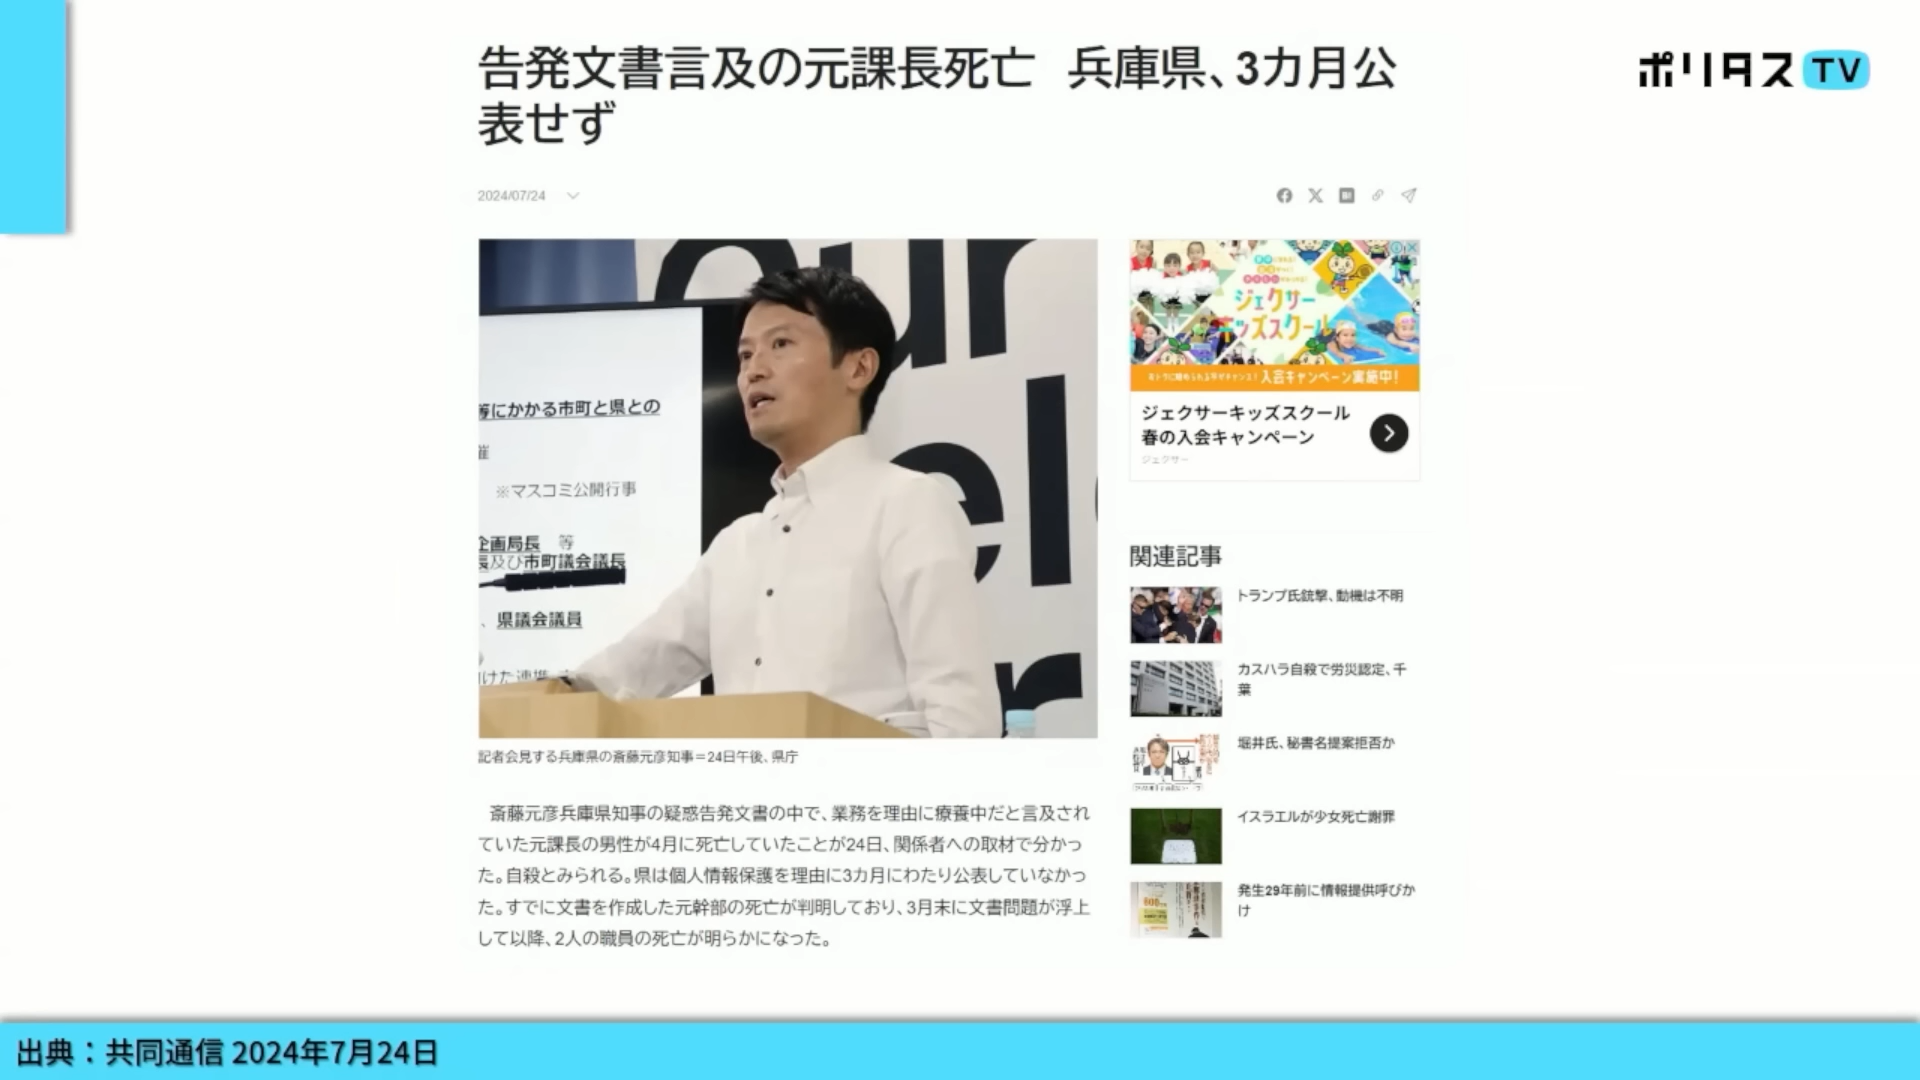 告発文書言及の元課長死亡　兵庫県、3カ月公
表せず
ポリタスTV
2024/07/24
等にかかる市町と県との
催
※マスコミ公開行事
企画局長　等
長及び市町議会議長
、県議会議員
けた連携
記者会見する兵庫県の斎藤元彦知事＝24日午後、県庁
斎藤元彦兵庫県知事の疑惑告発文書の中で、業務を理由に療養中だと言及され
ていた元課長の男性が4月に死亡していたことが24日、関係者への取材で分かっ
た。自殺とみられる。県は個人情報保護を理由に3カ月にわたり公表していなかっ
た。すでに文書を作成した元幹部の死亡が判明しており、3月末に文書問題が浮上
して以降、2人の職員の死亡が明らかになった。
ジェクサー
キッズスクール
入会キャンペーン実施中！
ジェクサーキッズスクール
春の入会キャンペーン
ジェクサー
関連記事
トランプ氏銃撃、動機は不明
カスハラ自殺で労災認定、千
葉
堀井氏、秘書名提案拒否か
イスラエルが少女死亡謝罪
発生29年前に情報提供呼びか
け
出典：共同通信 2024年7月24日